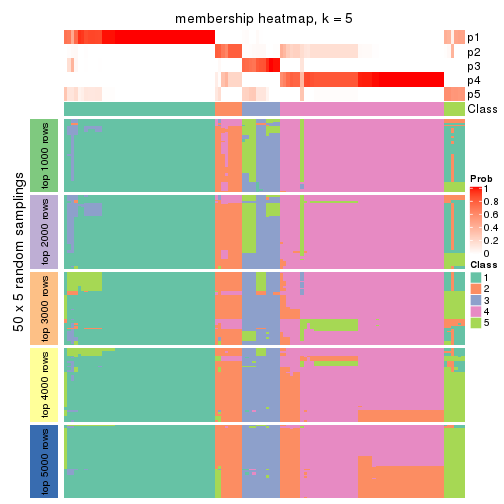 membership heatmap, k = 5
p1
p2
p3
p4
p5
Class
50 x 5 random samplings
top 1000 rows
top 2000 rows
top 3000 rows
top 4000 rows
top 5000 rows
Prob
1
0.8
0.6
0.4
0.2
0
Class
1
2
3
4
5